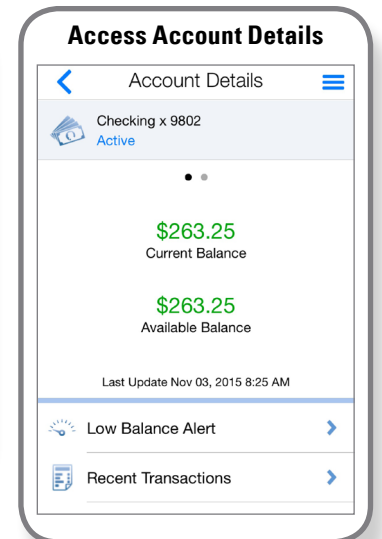 Access Account Details
Account Details
Checking x 9802
Active
$263.25
Current Balance
$263.25
Available Balance
Last Update Nov 03, 2015 8:25 AM
Low Balance Alert
Recent Transactions